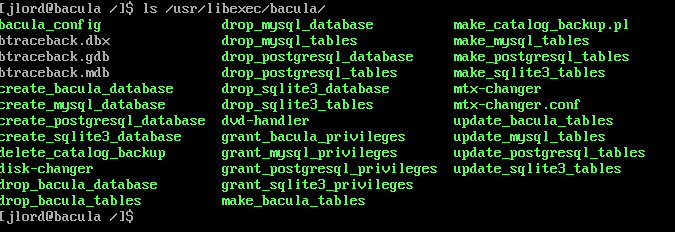 [jlord@bacula /]$ ls /usr/libexec/bacula/
bacula_config drop_mysql_database make_catalog_backup.pl
btraceback.dbx drop_mysql_tables make_mysql_tables
btraceback.gdb drop_postgresql_database make_postgresql_tables
btraceback.mdb drop_postgresql_tables make_sqlite3_tables
create_bacula_database drop_sqlite3_database mtx-changer
create_mysql_database drop_sqlite3_tables mtx-changer.conf
create_postgresql_database dvd-handler update_bacula_tables
create_sqlite3_database grant_bacula_privileges update_mysql_tables
delete_catalog_backup grant_mysql_privileges update_postgresql_tables
disk-changer grant_postgresql_privileges update_sqlite3_tables
drop_bacula_database grant_sqlite3_privileges
drop_bacula_tables make_bacula_tables
[jlord@bacula /]$